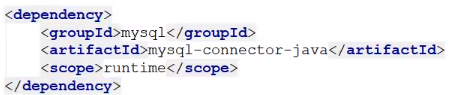 <dependency>
    <groupId>mysql</groupId>
    <artifactId>mysql-connector-java</artifactId>
    <scope>runtime</scope>
</dependency>